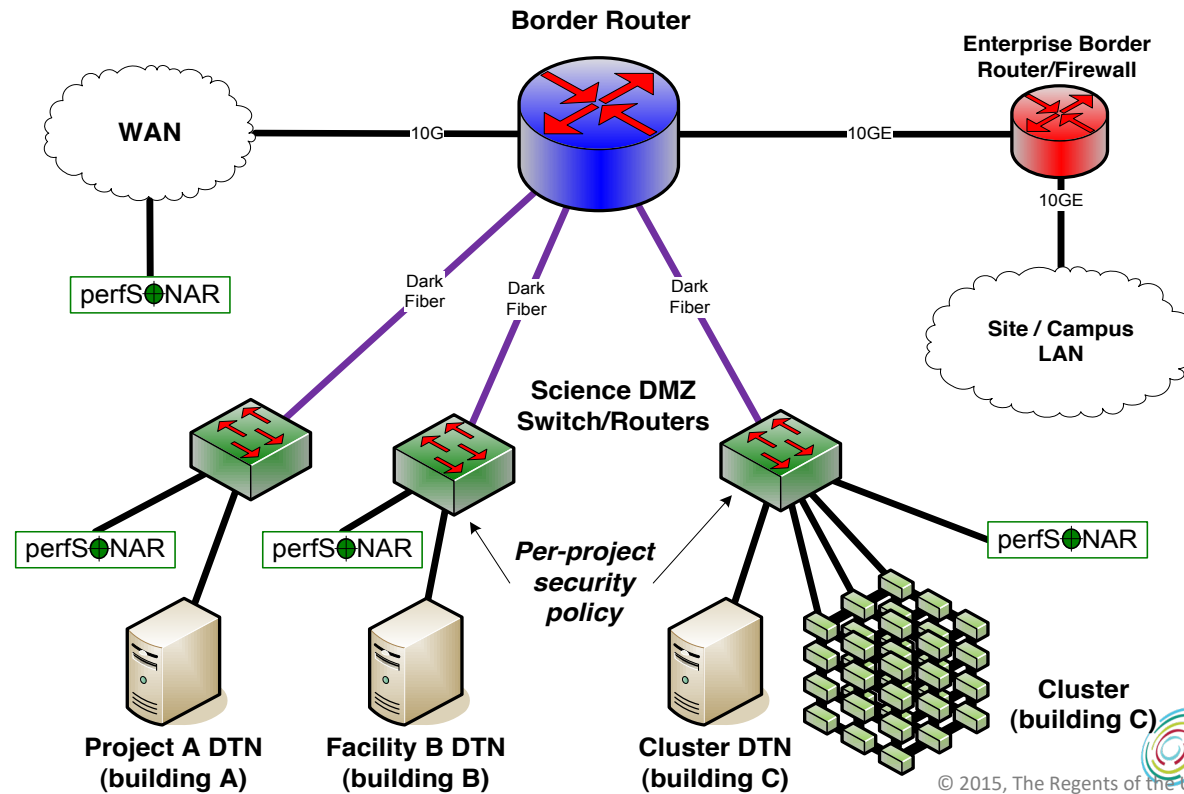 Border Router
Enterprise Border
Router/Firewall
WAN
10G
10GE
10GE
perfSONAR
Dark
Fiber
Dark
Fiber
Dark
Fiber
Site / Campus
LAN
Science DMZ
Switch/Routers
perfSONAR
perfSONAR
perfSONAR
Per-project
security
policy
Project A DTN
(building A)
Facility B DTN
(building B)
Cluster DTN
(building C)
Cluster
(building C)
© 2015, The Regents of the